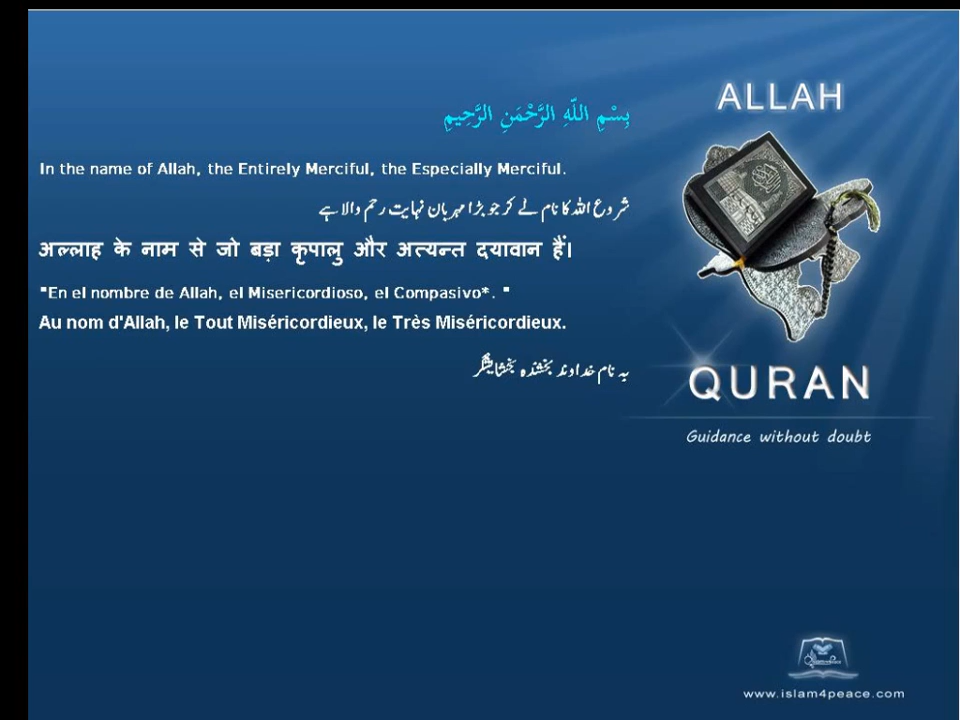 بِسْمِ اللَّهِ الرَّحْمَنِ الرَّحِيمِ
In the name of Allah, the Entirely Merciful, the Especially Merciful.
شروع الله کا نام لے کر جو بڑا مہربان نہایت رحم والا ہے
अल्लाह के नाम से जो बड़ा कृपालु और अत्यन्त दयावान हैं।
"En el nombre de Allah, el Misericordioso, el Compasivo*. "
Au nom d'Allah, le Tout Miséricordieux, le Très Miséricordieux.
به نام خداوند بخشنده بخشایشگر
ALLAH
QURAN
Guidance without doubt
www.islam4peace.com